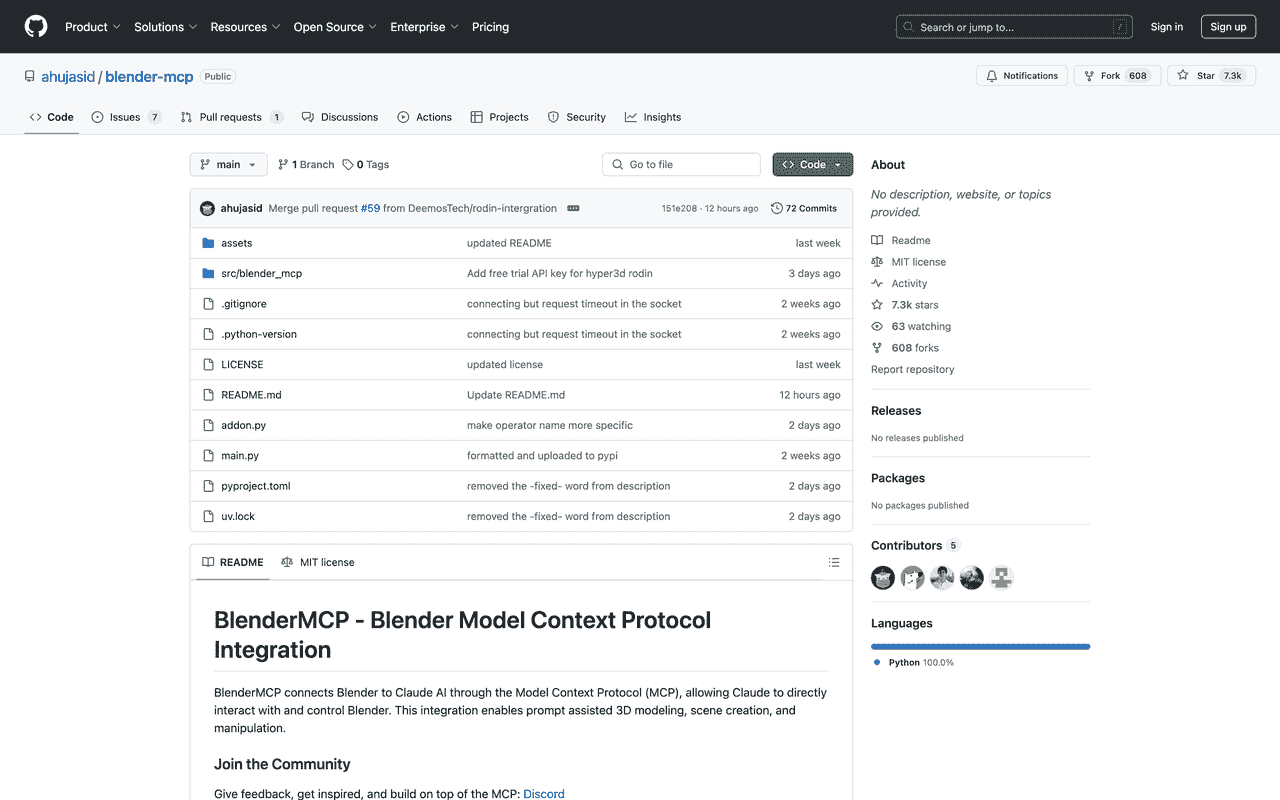 Product Solutions Resources Open Source Enterprise Pricing Search or jump to... / Sign in Sign up
ahujasid / blender-mcp Public Notifications Fork 608 Star 7.3k
Code Issues 7 Pull requests 1 Discussions Actions Projects Security Insights
main 1 Branch 0 Tags Go to file Code
ahujasid Merge pull request #59 from DeemosTech/rodin-intergration 151e208 · 12 hours ago 72 Commits
assets updated README last week
src/blender_mcp Add free trial API key for hyper3d rodin 3 days ago
.gitignore connecting but request timeout in the socket 2 weeks ago
.python-version connecting but request timeout in the socket 2 weeks ago
LICENSE updated license last week
README.md Update README.md 12 hours ago
addon.py make operator name more specific 2 days ago
main.py formatted and uploaded to pypi 2 weeks ago
pyproject.toml removed the -fixed- word from description 2 days ago
uv.lock removed the -fixed- word from description 2 days ago
README MIT license
BlenderMCP - Blender Model Context Protocol
Integration
BlenderMCP connects Blender to Claude AI through the Model Context Protocol (MCP), allowing Claude to directly
interact with and control Blender. This integration enables prompt assisted 3D modeling, scene creation, and
manipulation.
Join the Community
Give feedback, get inspired, and build on top of the MCP: Discord
About
No description, website, or topics
provided.
Readme
MIT license
Activity
7.3k stars
63 watching
608 forks
Report repository
Releases
No releases published
Packages
No packages published
Contributors 5
Languages
Python 100.0%